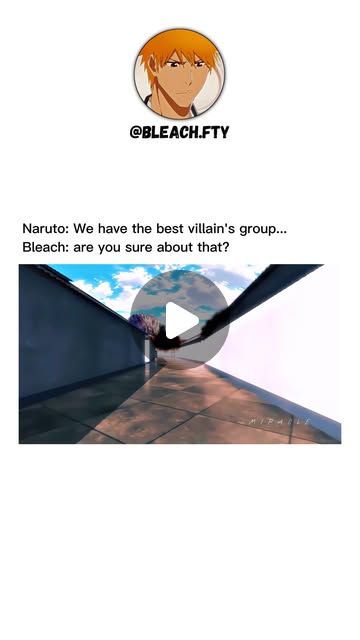 @BLEACH.FTY
Naruto: We have the best villain's group...
Bleach: are you sure about that?
~MIRACLE